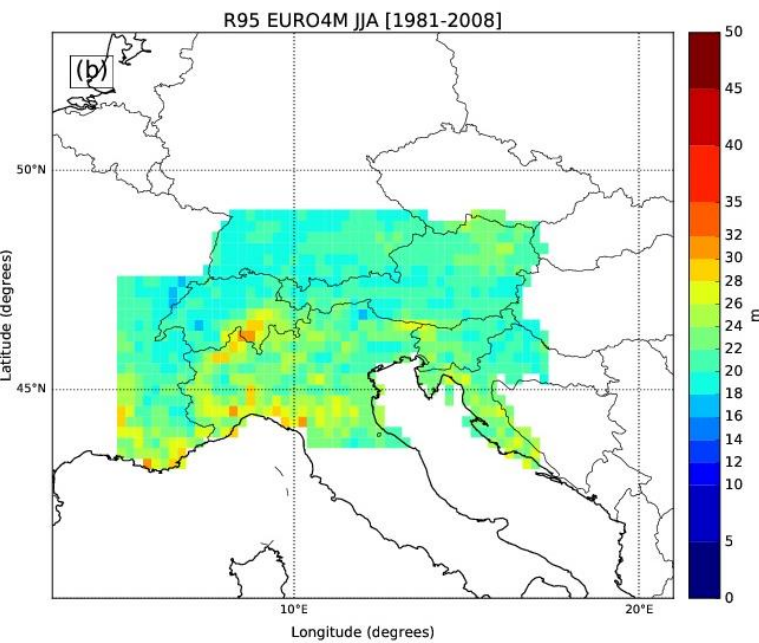 R95 EURO4M JJA [1981-2008]
(b)
50°N
45°N
10°E
20°E
Latitude (degrees)
Longitude (degrees)
50
45
40
35
32
30
28
26
24
22
20
18
16
14
12
10
5
0
m